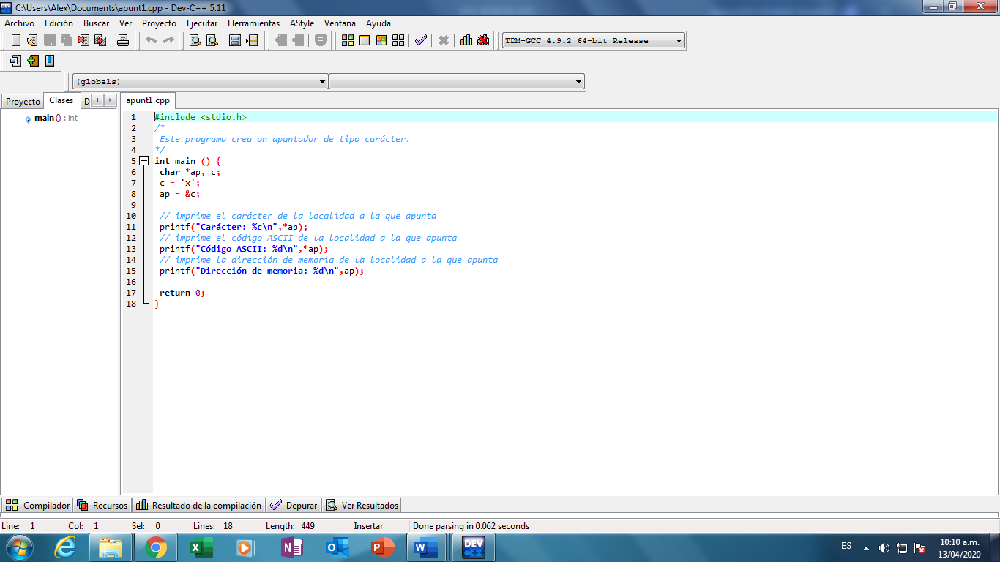 C:\Users\Alex\Documents\apunt1.cpp - Dev-C++ 5.11
Archivo Edición Buscar Ver Proyecto Ejecutar Herramientas AStyle Ventana Ayuda
TDM-GCC 4.9.2 64-bit Release
(globals)
Proyecto Clases D apunt1.cpp
main () : int
1 #include <stdio.h>
2 /*
3 Este programa crea un apuntador de tipo carácter.
4 */
5 int main () {
6 char *ap, c;
7 c = 'x';
8 ap = &c;
9
10 // imprime el carácter de la localidad a la que apunta
11 printf("Carácter: %c\n",*ap);
12 // imprime el código ASCII de la localidad a la que apunta
13 printf("Código ASCII: %d\n",*ap);
14 // imprime la dirección de memoria de la localidad a la que apunta
15 printf("Dirección de memoria: %d\n",ap);
16
17 return 0;
18 }
Compilador Recursos Resultado de la compilación Depurar Ver Resultados
Line: 1 Col: 1 Sel: 0 Lines: 18 Length: 449 Insertar Done parsing in 0.062 seconds
DEV C++
ES
10:10 a.m.
13/04/2020